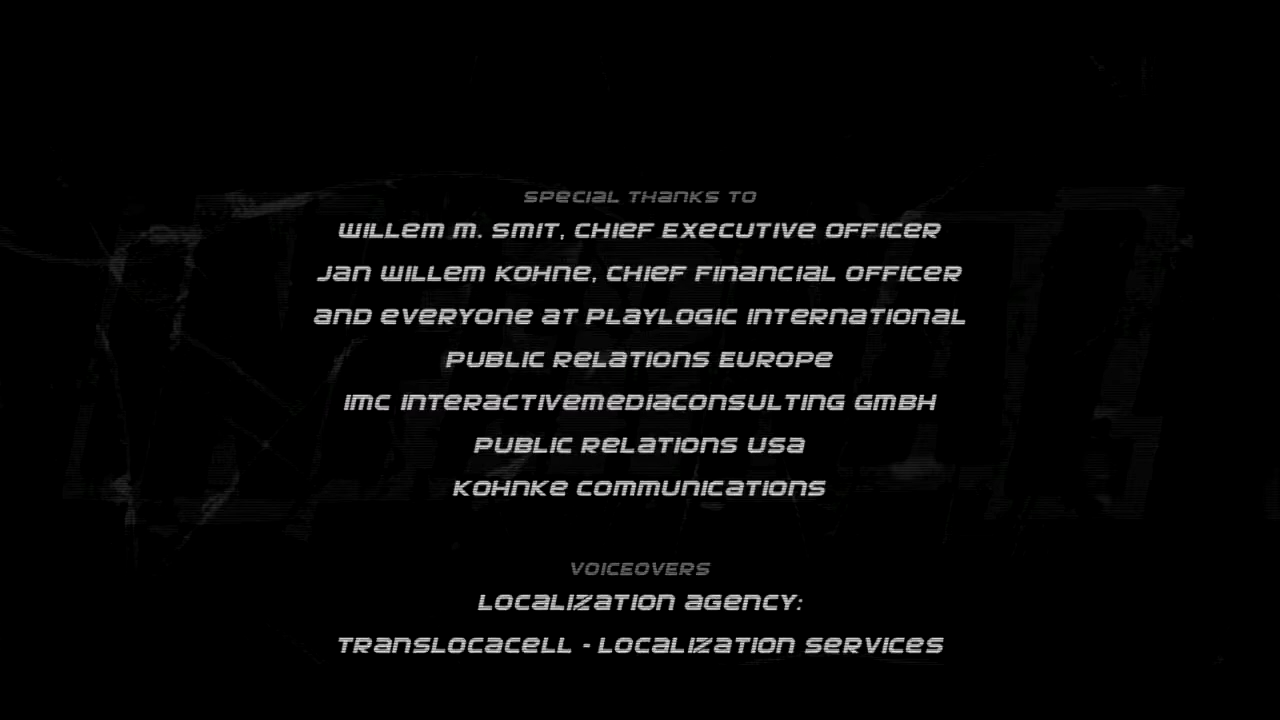 SPECIAL THANKS TO
WILLEM M. SMIT, CHIEF EXECUTIVE OFFICER
JAN WILLEM KOHNE, CHIEF FINANCIAL OFFICER
AND EVERYONE AT PLAYLOGIC INTERNATIONAL
PUBLIC RELATIONS EUROPE
IMC INTERACTIVEMEDIACONSULTING GMBH
PUBLIC RELATIONS USA
KOHNKE COMMUNICATIONS
VOICEOVERS
LOCALIZATION AGENCY:
TRANSLOCACELL - LOCALIZATION SERVICES